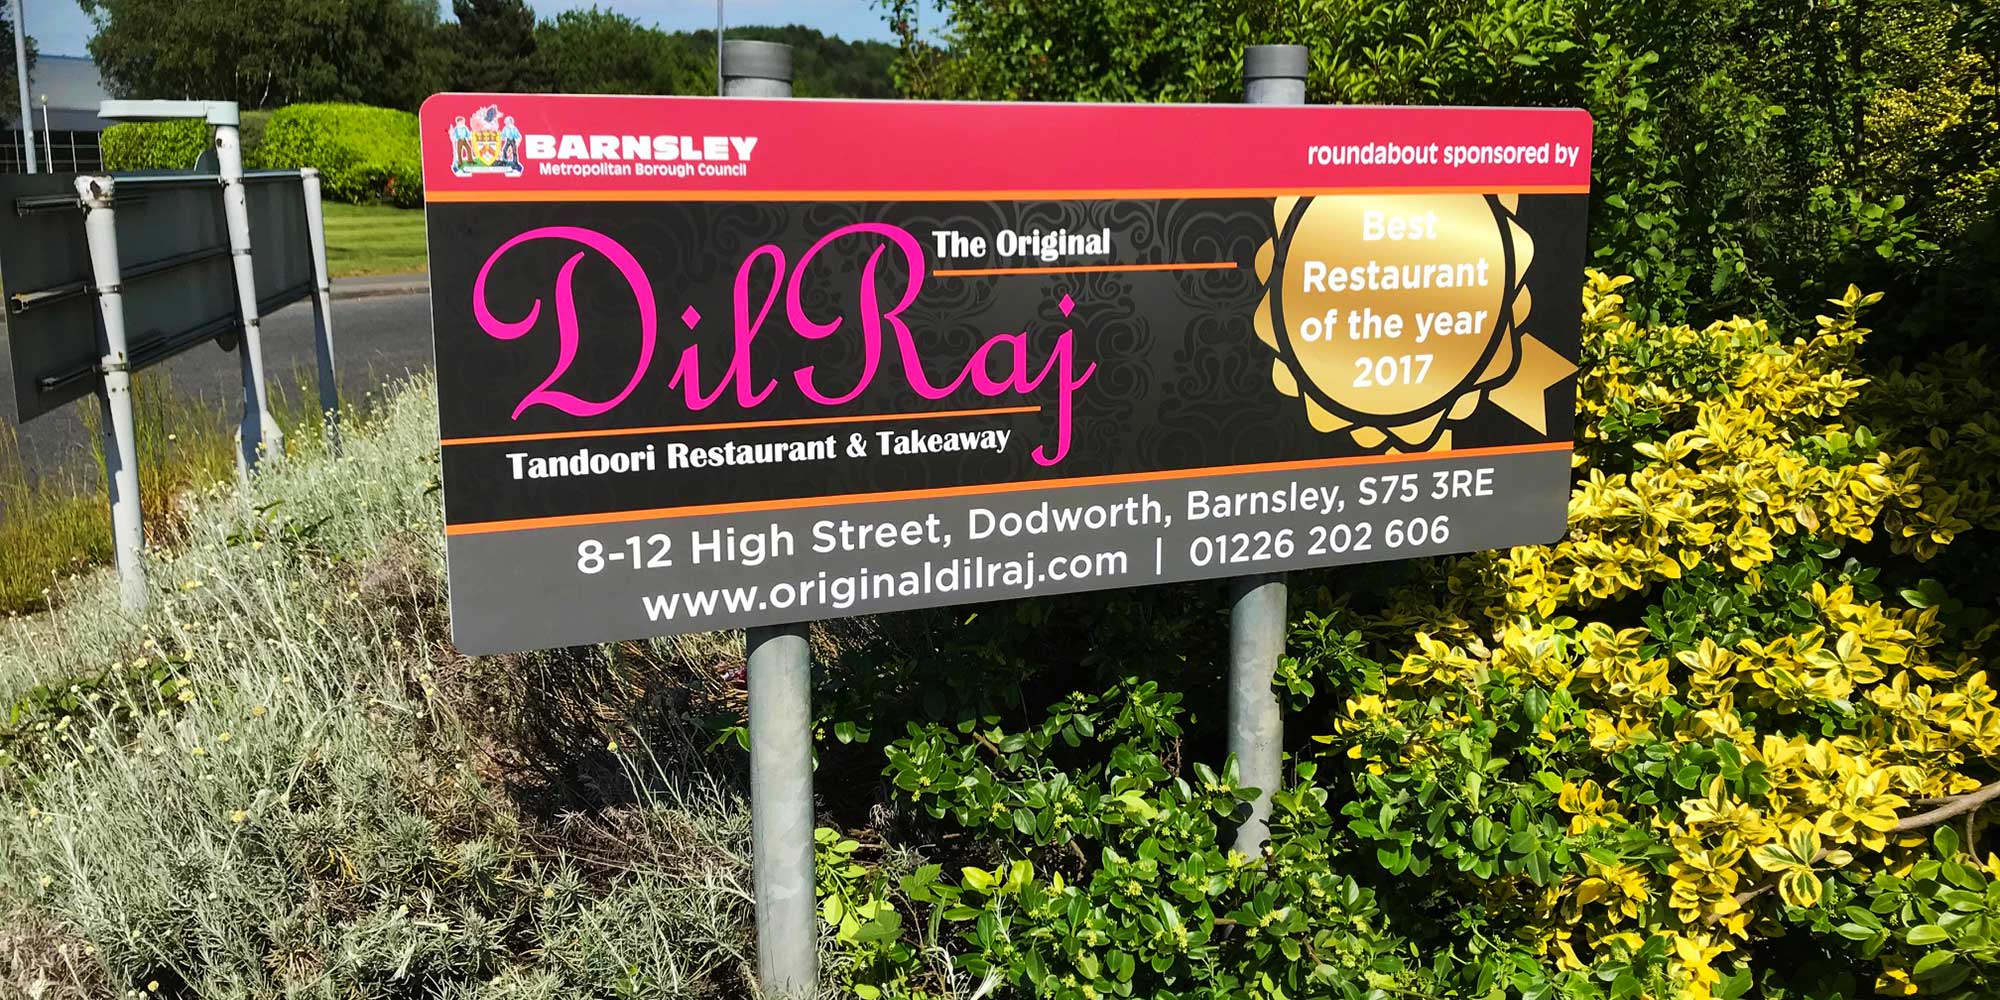 BARNSLEY
Metropolitan Borough Council
roundabout sponsored by
The Original
DilRaj
Tandoori Restaurant & Takeaway
Best
Restaurant
of the year
2017
8-12 High Street, Dodworth, Barnsley, S75 3RE
www.originaldilraj.com | 01226 202 606